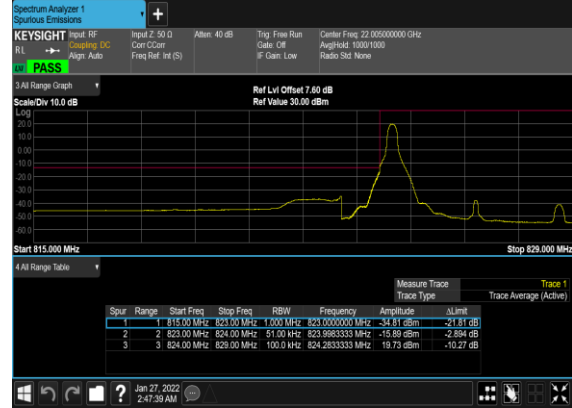 Spectrum Analyzer 1
Spurious Emissions
KEYSIGHT Input: RF Input Z: 50 Ω Atten: 40 dB Trig: Free Run Center Freq: 22.005000000 GHz
RL Coupling: DC Corr CCorr Gate: Off Avg|Hold: 1000/1000
Align: Auto Freq Ref: Int (S) IF Gain: Low Radio Std: None
LW PASS
3 All Range Graph
Ref Lvl Offset 7.60 dB
Scale/Div 10.0 dB Ref Value 30.00 dBm
Log
20.0
10.0
0.00
-10.0
-20.0
-30.0
-40.0
-50.0
-60.0
Start 815.000 MHz Stop 829.000 MHz
4 All Range Table
Measure Trace Trace 1
Trace Type Trace Average (Active)
Spur Range Start Freq Stop Freq RBW Frequency Amplitude ΔLimit
1 1 815.00 MHz 823.00 MHz 1.000 MHz 823.0000000 MHz -34.81 dBm -21.81 dB
2 2 823.00 MHz 824.00 MHz 51.00 kHz 823.9983333 MHz -15.89 dBm -2.894 dB
3 3 824.00 MHz 829.00 MHz 100.0 kHz 824.2833333 MHz 19.73 dBm -10.27 dB
? Jan 27, 2022
2:47:39 AM